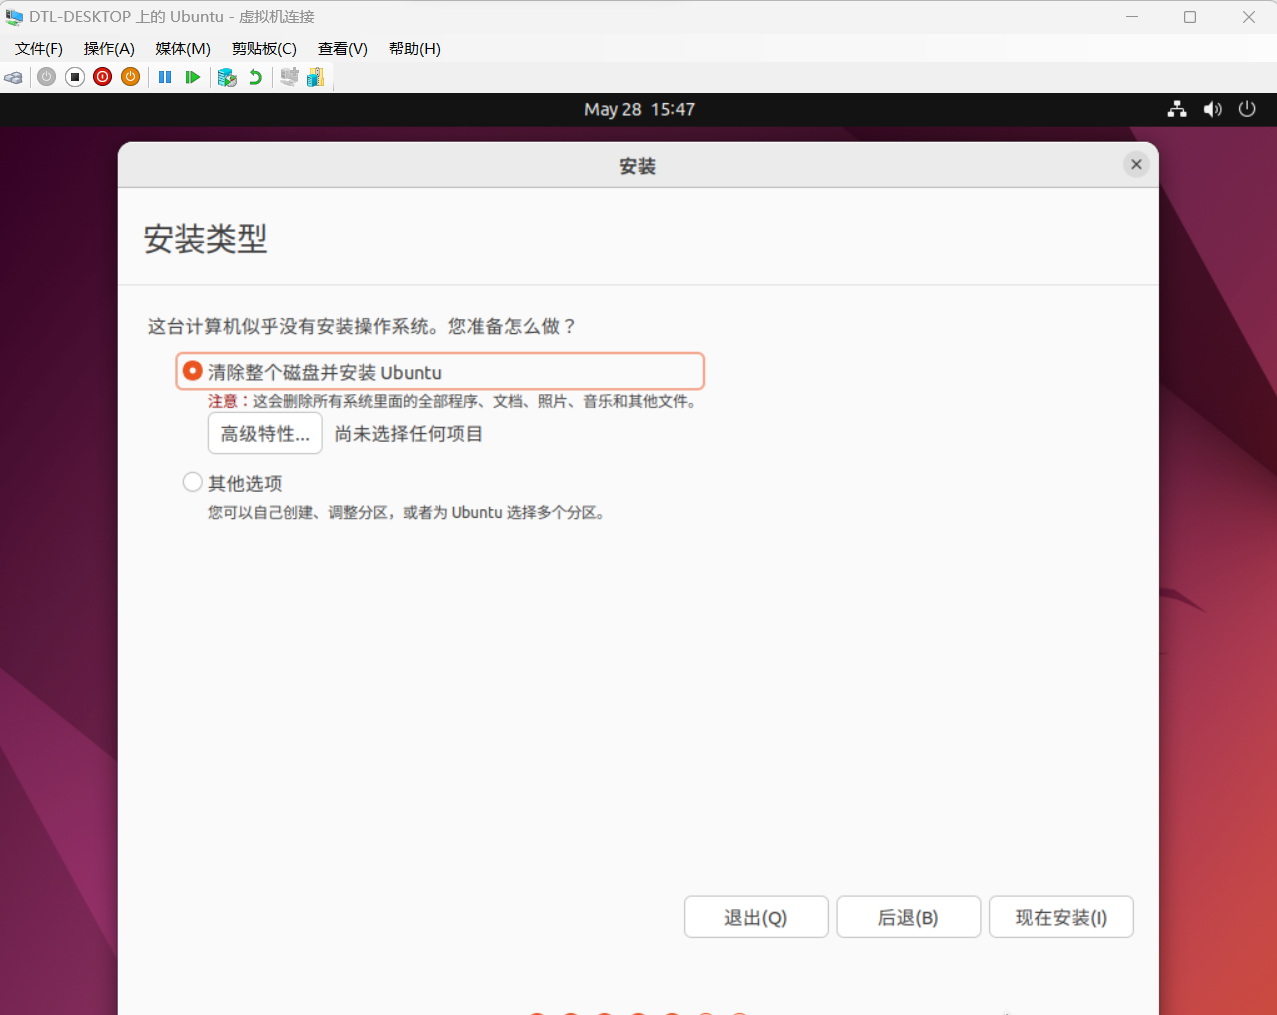 DTL-DESKTOP 上的 Ubuntu - 虚拟机连接
文件(F) 操作(A) 媒体(M) 剪贴板(C) 查看(V) 帮助(H)
May 28 15:47
安装
安装类型
这台计算机似乎没有安装操作系统。您准备怎么做？
清除整个磁盘并安装 Ubuntu
注意：这会删除所有系统里面的全部程序、文档、照片、音乐和其他文件。
高级特性... 尚未选择任何项目
其他选项
您可以自己创建、调整分区，或者为 Ubuntu 选择多个分区。
退出(Q) 后退(B) 现在安装(I)